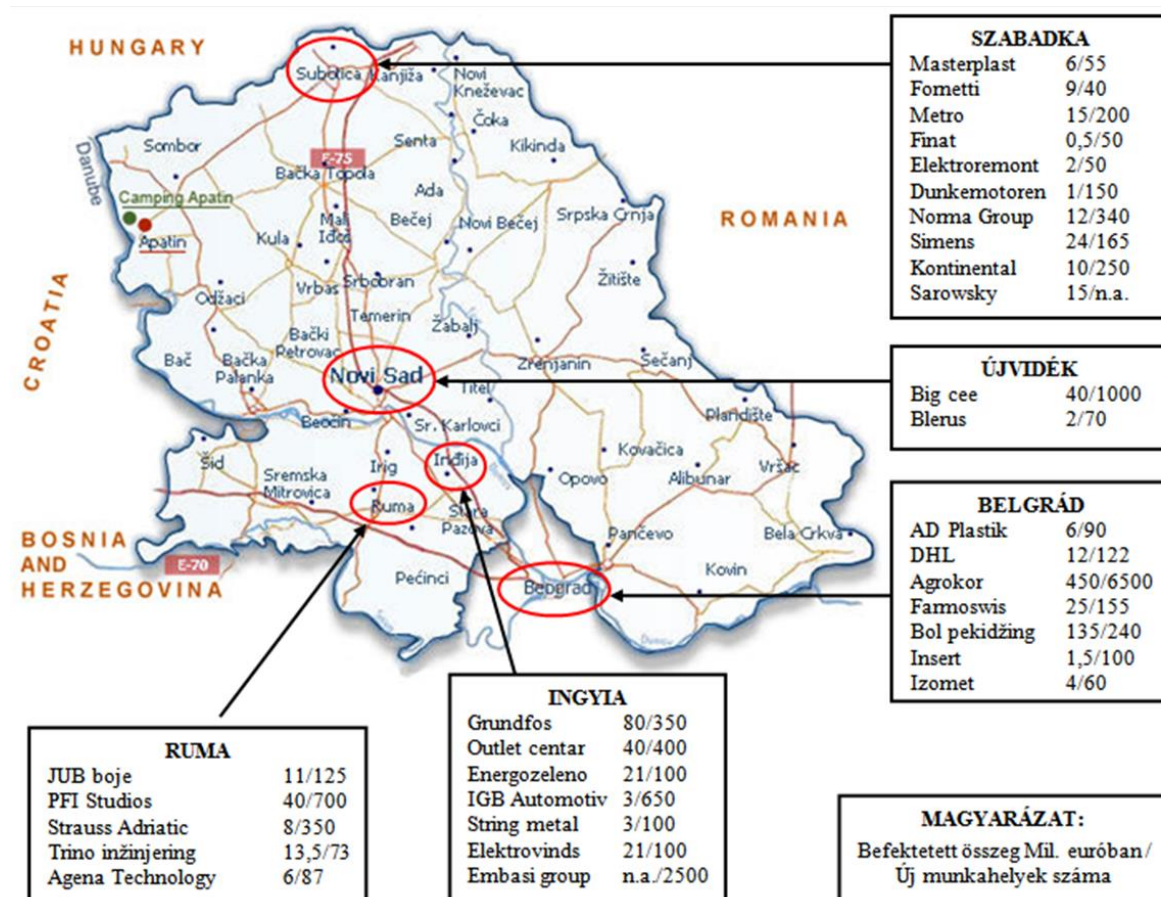 HUNGARY
ROMANIA
CROATIA
BOSNIA
AND
HERZEGOVINA
Danube
Subotica
Kanjiža
Novi
Kneževac
Čoka
Sombor
Senta
Kikinda
E-75
Bačka Topola
Camping Apatin
Ada
Apatin
Mali
Iđoš
Bečej
Novi Bečej
Srpska Crnja
Kula
Odžaci
Vrbas
Srbobran
Žitište
Temerin
Bački
Petrovac
Žabalj
Bač
Bačka
Palanka
Zrenjanin
Sečanj
Novi Sad
Titel
Plandište
Beočin
Sr. Karlovci
Šid
Irig
Inđija
Kovačica
Sremska
Mitrovica
Opovo
Alibunar
Vršac
Ruma
Stara
Pazova
Pančevo
Bela Crkva
E-70
Pećinci
Beograd
Kovin
SZABADKA
Masterplast 6/55
Fornetti 9/40
Metro 15/200
Finat 0,5/50
Elektroremont 2/50
Dunkemotoren 1/150
Norma Group 12/340
Simens 24/165
Kontinental 10/250
Sarowsky 15/n.a.
ÚJVIDÉK
Big cee 40/1000
Blerus 2/70
BELGRÁD
AD Plastik 6/90
DHL 12/122
Agrokor 450/6500
Farmoswis 25/155
Bol pekidžing 135/240
Insert 1,5/100
Izomet 4/60
RUMA
JUB boje 11/125
PFI Studios 40/700
Strauss Adriatic 8/350
Trino inžinjering 13,5/73
Agena Technology 6/87
INGYIA
Grundfos 80/350
Outlet centar 40/400
Energozeleno 21/100
IGB Automotiv 3/650
String metal 3/100
Elektrovinds 21/100
Embasi group n.a./2500
MAGYARÁZAT:
Befektetett összeg Mil. euróban /
Új munkahelyek száma